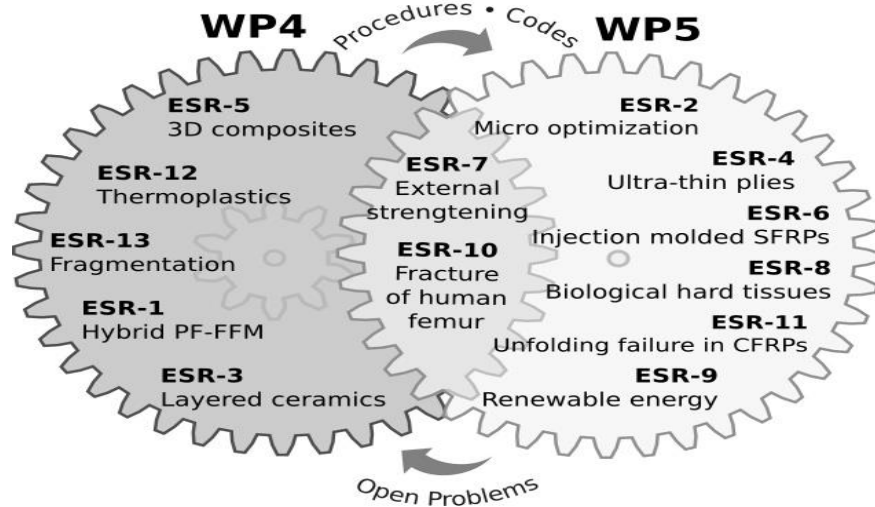 Procedures • Codes
WP4
WP5
ESR-5
3D composites
ESR-12
Thermoplastics
ESR-13
Fragmentation
ESR-1
Hybrid PF-FFM
ESR-3
Layered ceramics
ESR-7
External
strengtening
ESR-10
Fracture
of human
femur
ESR-2
Micro optimization
ESR-4
Ultra-thin plies
ESR-6
Injection molded SFRPs
ESR-8
Biological hard tissues
ESR-11
Unfolding failure in CFRPs
ESR-9
Renewable energy
Open Problems